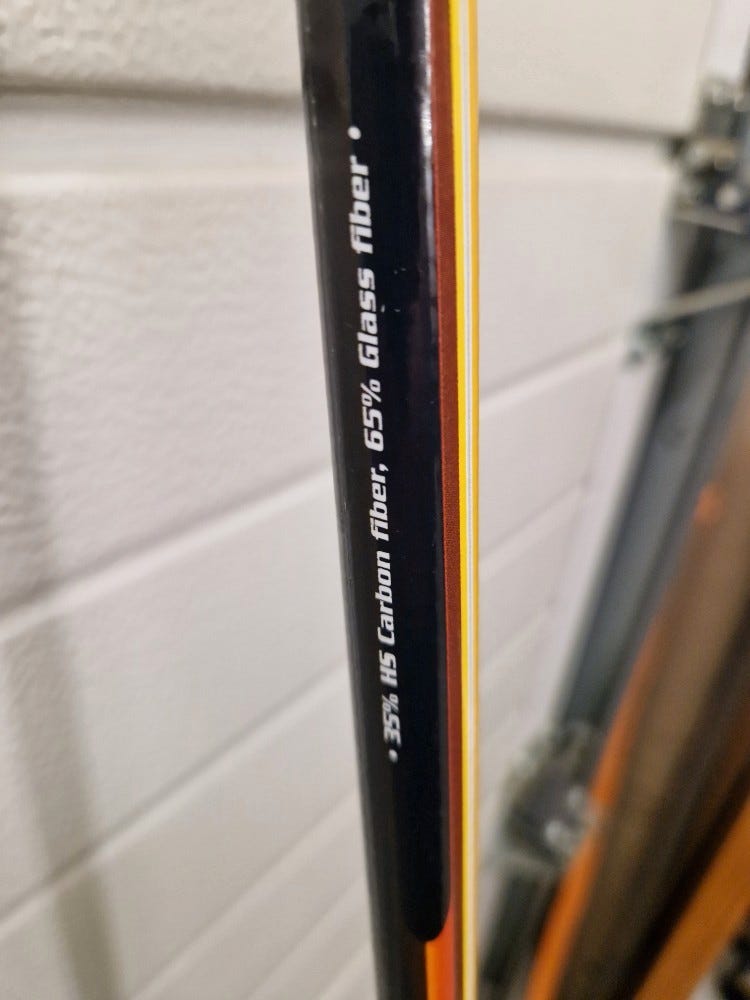 • 35% HS Carbon fiber, 65% Glass fiber •